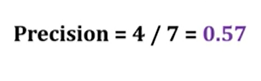 Precision = 4 / 7 = 0.57